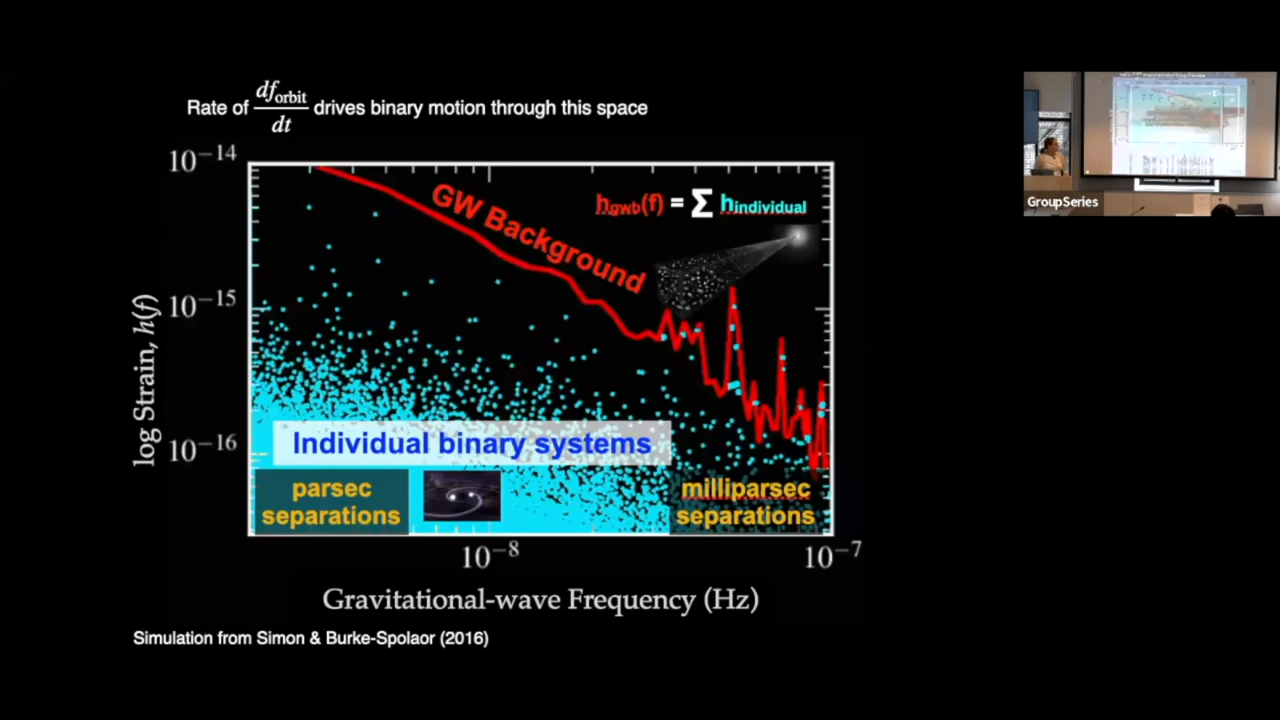 Rate of df_orbit/dt drives binary motion through this space
10^-14
10^-15
10^-16
log Strain, h(f)
GW Background
h_gwb(f) = Σ h_individual
Individual binary systems
parsec
separations
milliparsec
separations
10^-8
10^-7
Gravitational-wave Frequency (Hz)
Simulation from Simon & Burke-Spolaor (2016)
GroupSeries